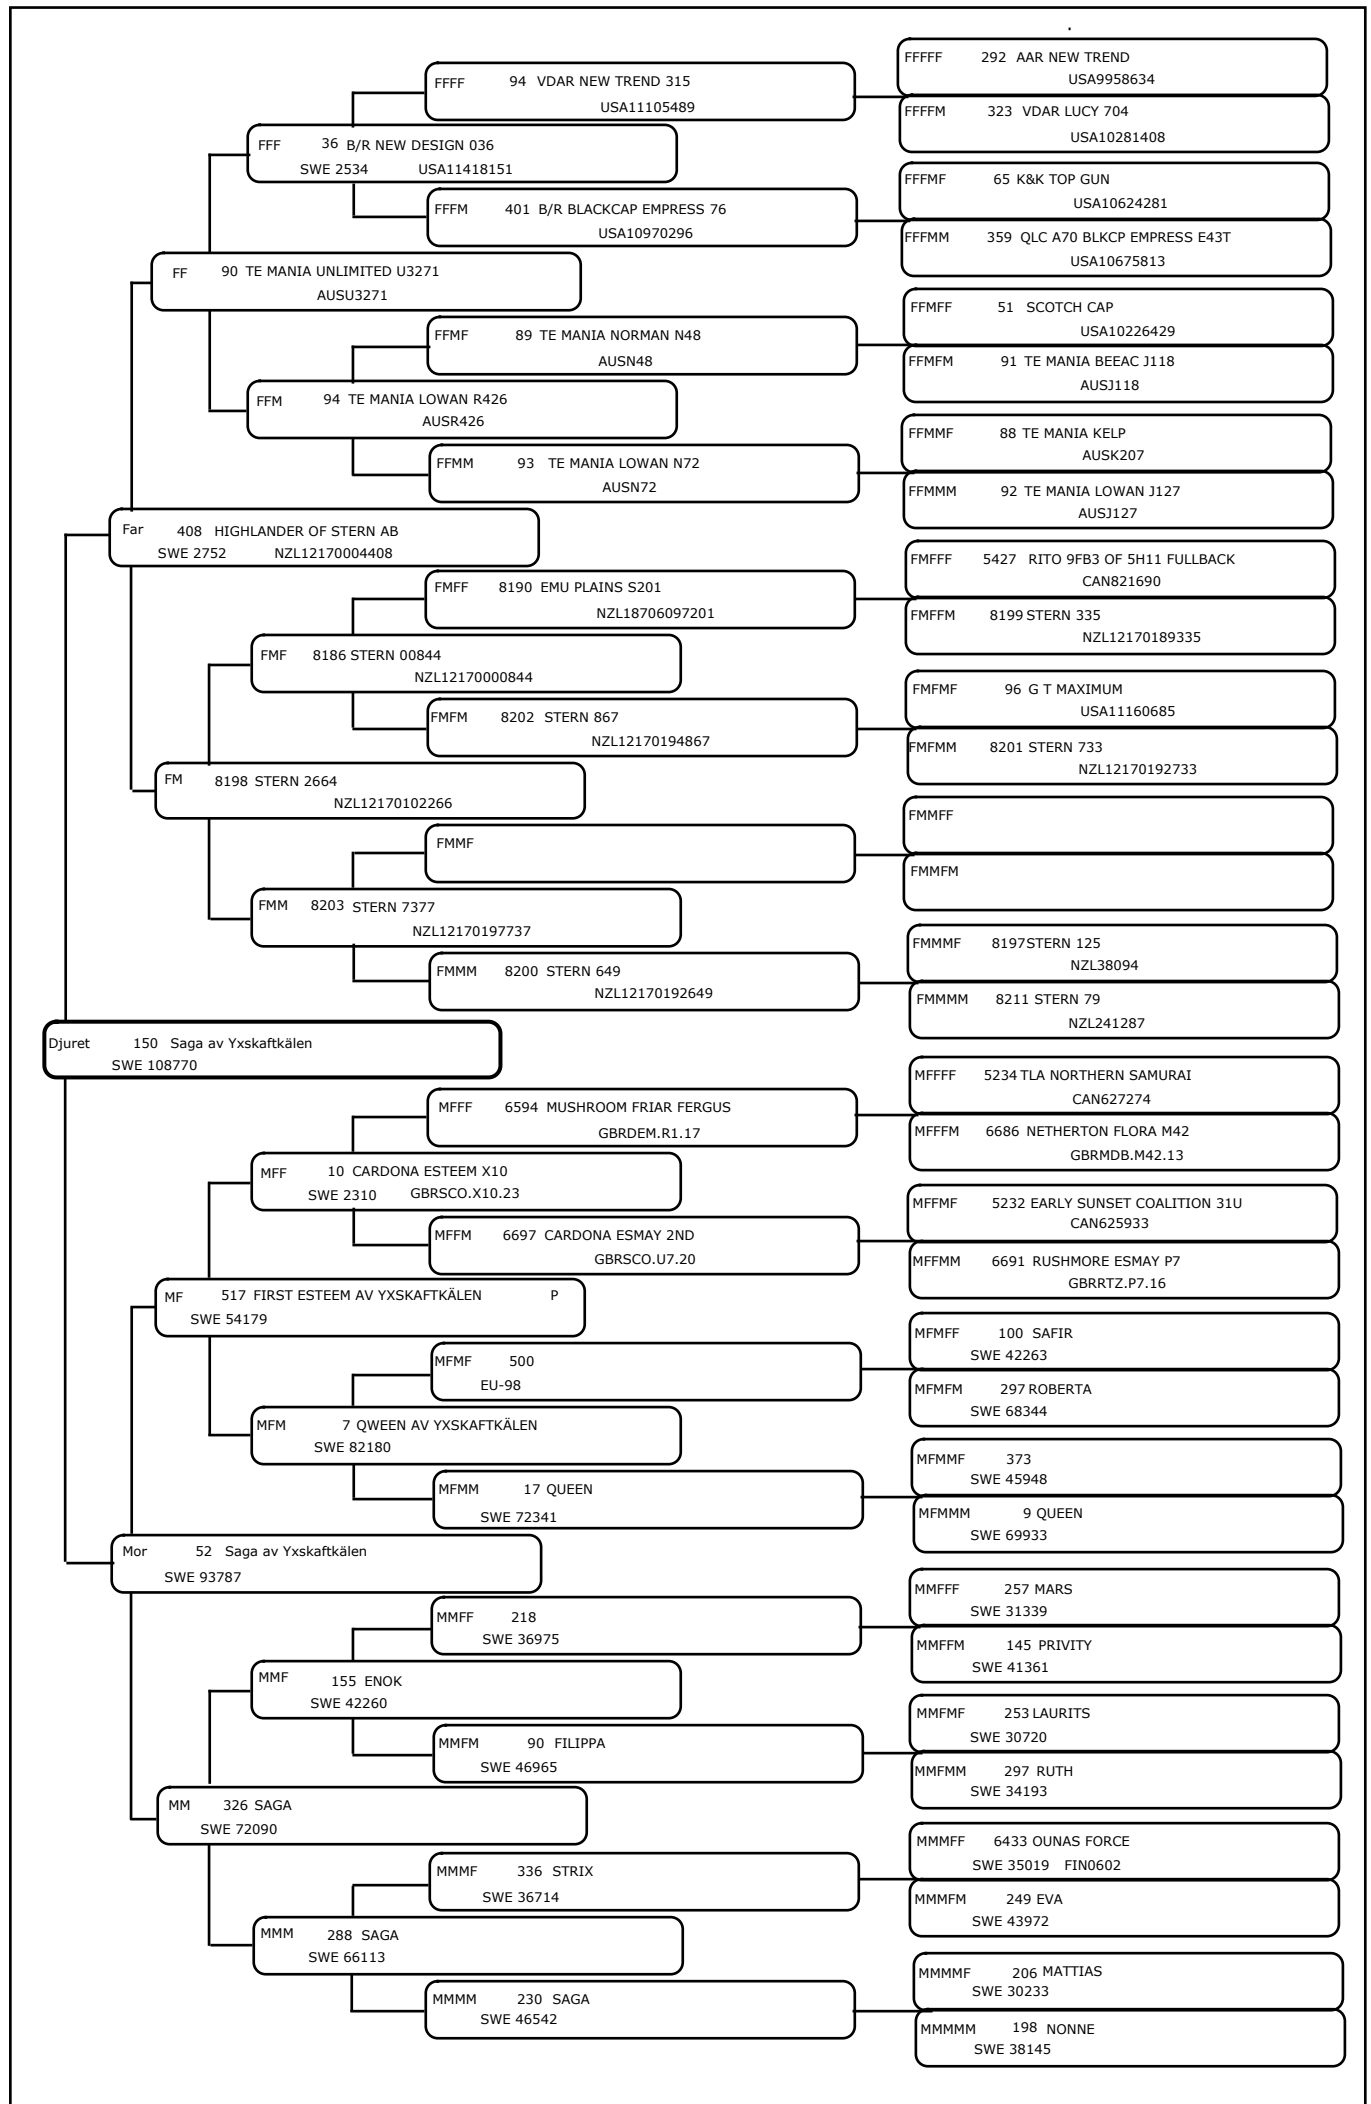 FFFFF 292 AAR NEW TREND
USA9958634
FFFF 94 VDAR NEW TREND 315
USA11105489
FFFFM 323 VDAR LUCY 704
USA10281408
FFF 36 B/R NEW DESIGN 036
SWE 2534 USA11418151
FFFMF 65 K&K TOP GUN
USA10624281
FFFM 401 B/R BLACKCAP EMPRESS 76
USA10970296
FFFMM 359 QLC A70 BLKCP EMPRESS E43T
USA10675813
FF 90 TE MANIA UNLIMITED U3271
AUSU3271
FFMFF 51 SCOTCH CAP
USA10226429
FFMF 89 TE MANIA NORMAN N48
AUSN48
FFMFM 91 TE MANIA BEEAC J118
AUSJ118
FFM 94 TE MANIA LOWAN R426
AUSR426
FFMMF 88 TE MANIA KELP
AUSK207
FFMM 93 TE MANIA LOWAN N72
AUSN72
FFMMM 92 TE MANIA LOWAN J127
AUSJ127
Far 408 HIGHLANDER OF STERN AB
SWE 2752 NZL12170004408
FMFFF 5427 RITO 9FB3 OF 5H11 FULLBACK
CAN821690
FMFF 8190 EMU PLAINS S201
NZL18706097201
FMFFM 8199 STERN 335
NZL12170189335
FMF 8186 STERN 00844
NZL12170000844
FMFMF 96 G T MAXIMUM
USA11160685
FMFM 8202 STERN 867
NZL12170194867
FMFMM 8201 STERN 733
NZL12170192733
FM 8198 STERN 2664
NZL12170102266
FMMFF
FMMF
FMMFM
FMM 8203 STERN 7377
NZL12170197737
FMMMF 8197 STERN 125
NZL38094
FMMM 8200 STERN 649
NZL12170192649
FMMMM 8211 STERN 79
NZL241287
Djuret 150 Saga av Yxskaftkälen
SWE 108770
MFFFF 5234 TLA NORTHERN SAMURAI
CAN627274
MFFF 6594 MUSHROOM FRIAR FERGUS
GBRDEM.R1.17
MFFFM 6686 NETHERTON FLORA M42
GBRMDB.M42.13
MFF 10 CARDONA ESTEEM X10
SWE 2310 GBRSCO.X10.23
MFFMF 5232 EARLY SUNSET COALITION 31U
CAN625933
MFFM 6697 CARDONA ESMAY 2ND
GBRSCO.U7.20
MFFMM 6691 RUSHMORE ESMAY P7
GBRRTZ.P7.16
MF 517 FIRST ESTEEM AV YXSKAFTKÄLEN P
SWE 54179
MFMFF 100 SAFIR
SWE 42263
MFMF 500
EU-98
MFMFM 297 ROBERTA
SWE 68344
MFM 7 QWEEN AV YXSKAFTKÄLEN
SWE 82180
MFMMF 373
SWE 45948
MFMM 17 QUEEN
SWE 72341
MFMMM 9 QUEEN
SWE 69933
Mor 52 Saga av Yxskaftkälen
SWE 93787
MMFFF 257 MARS
SWE 31339
MMFF 218
SWE 36975
MMFFM 145 PRIVITY
SWE 41361
MMF 155 ENOK
SWE 42260
MMFMF 253 LAURITS
SWE 30720
MMFM 90 FILIPPA
SWE 46965
MMFMM 297 RUTH
SWE 34193
MM 326 SAGA
SWE 72090
MMMFF 6433 OUNAS FORCE
SWE 35019 FIN0602
MMMF 336 STRIX
SWE 36714
MMMFM 249 EVA
SWE 43972
MMM 288 SAGA
SWE 66113
MMMMF 206 MATTIAS
SWE 30233
MMMM 230 SAGA
SWE 46542
MMMMM 198 NONNE
SWE 38145